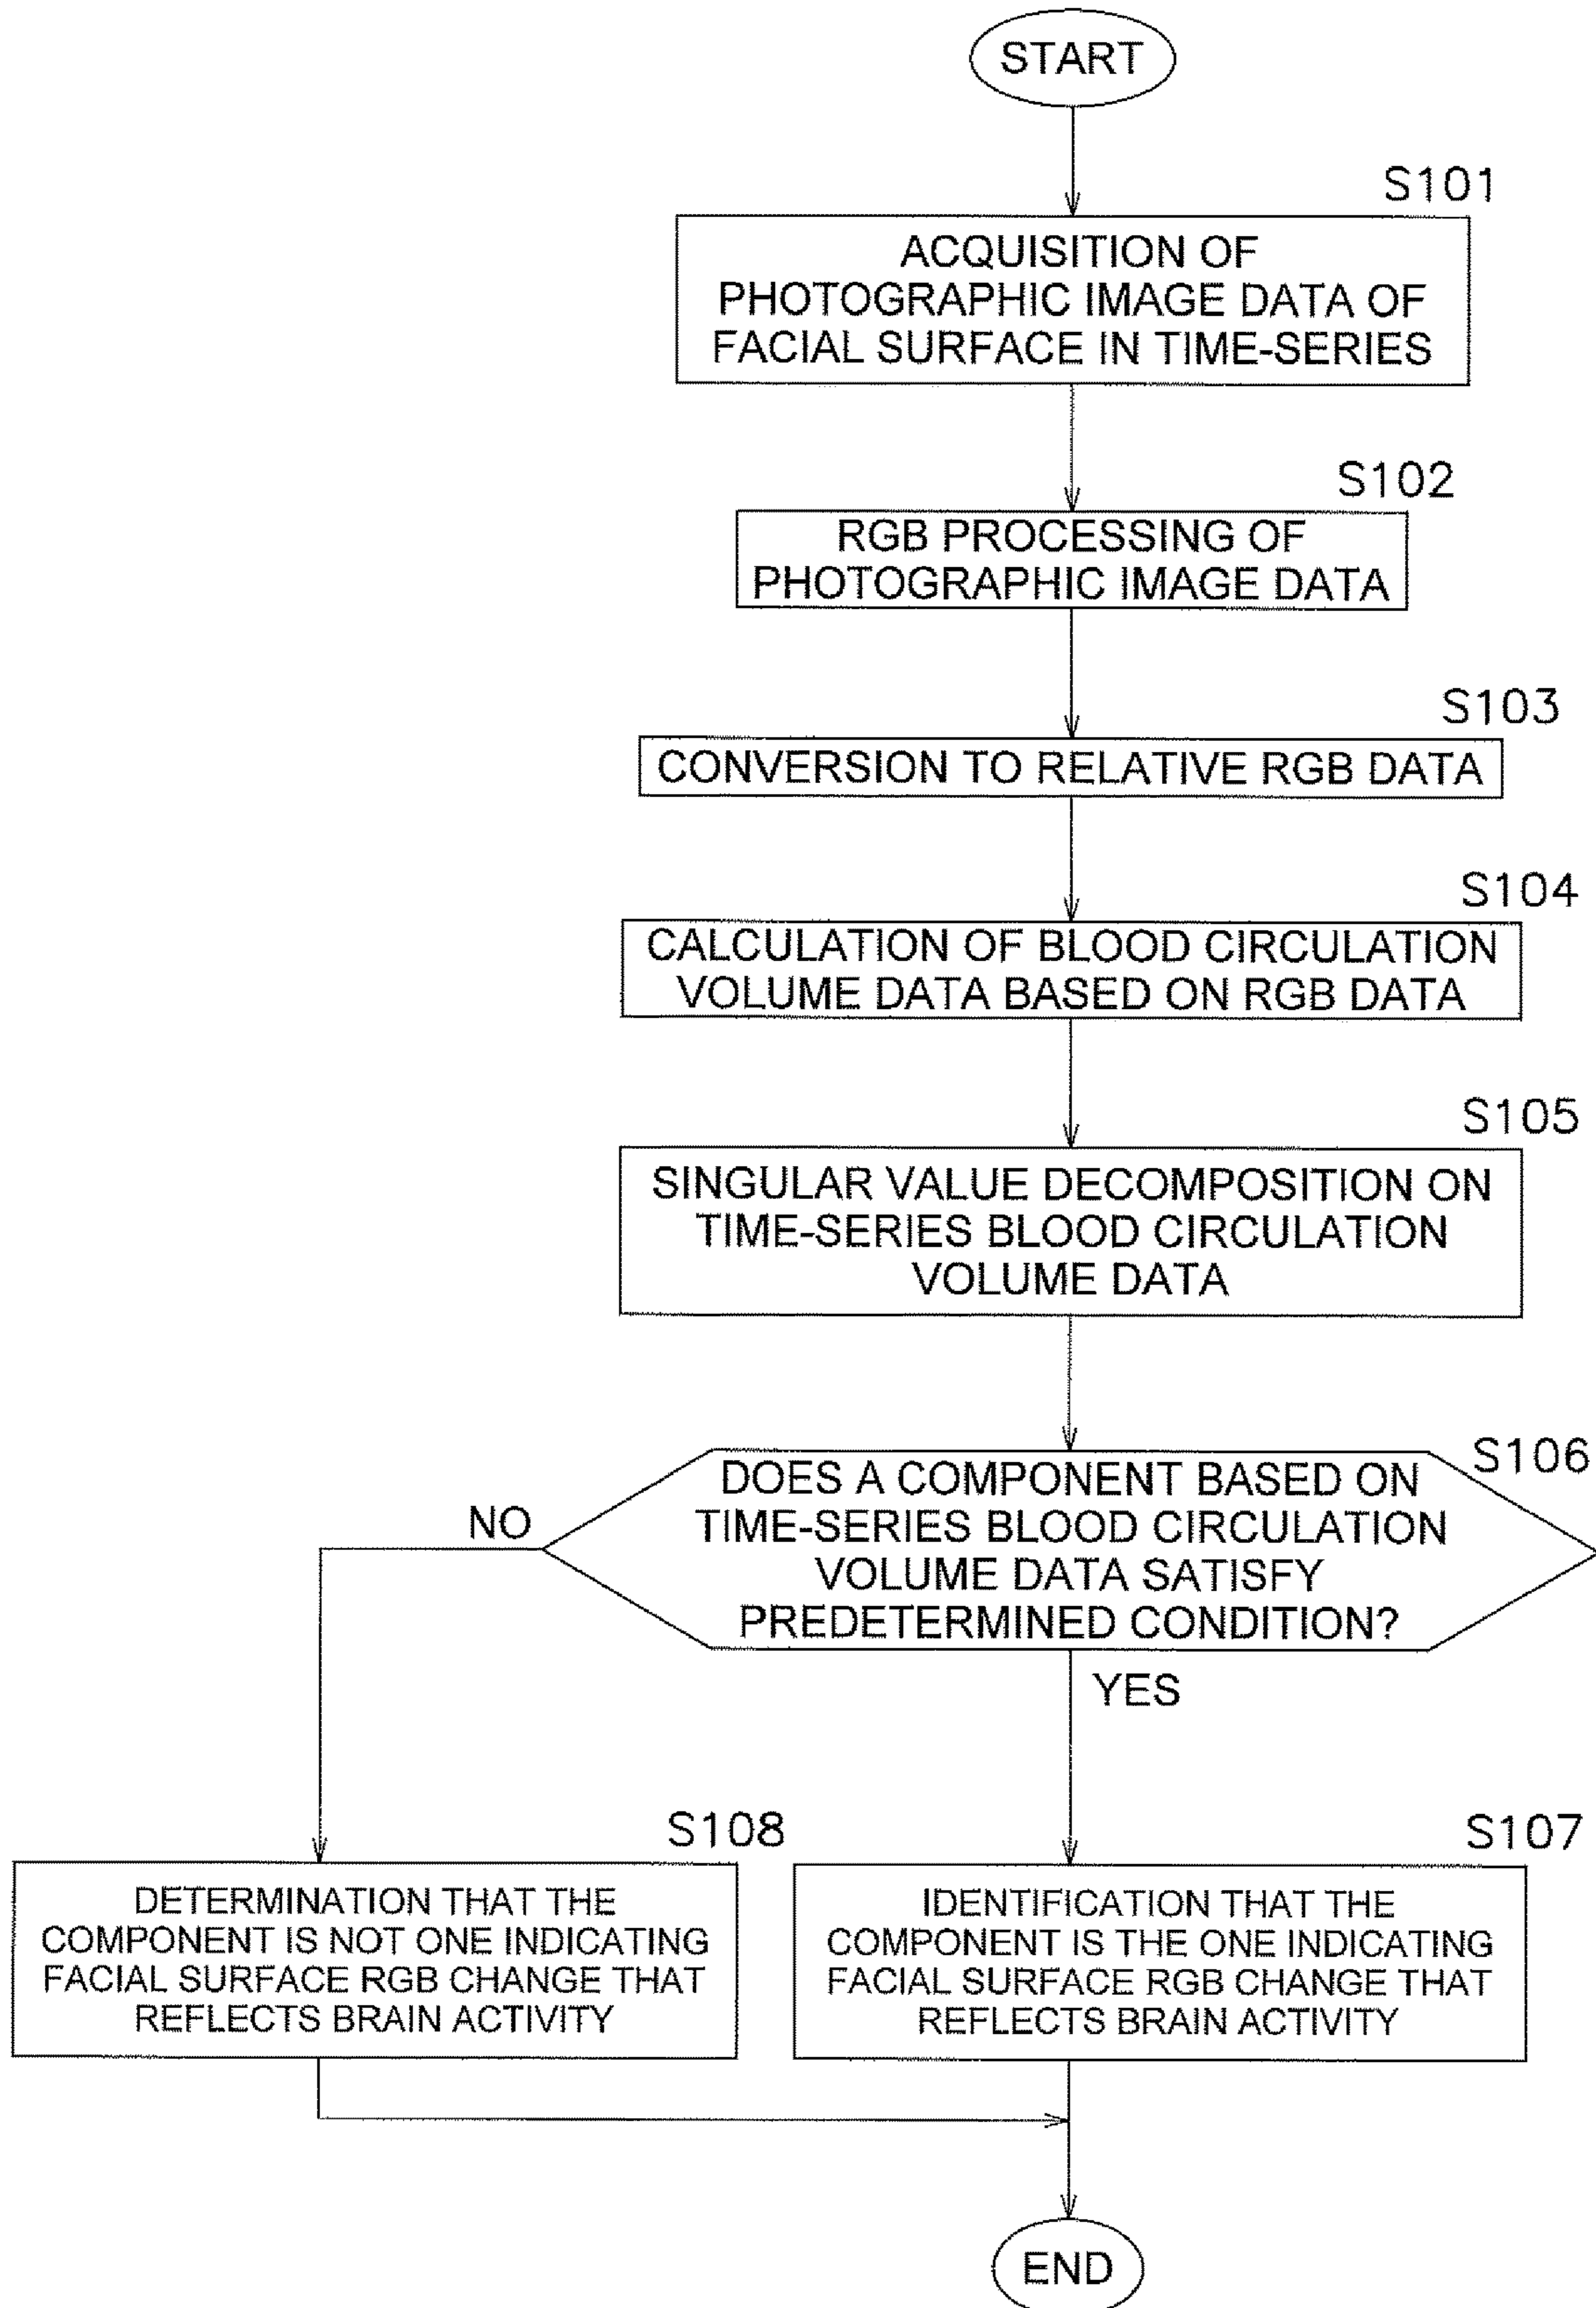 START
S101
ACQUISITION OF
PHOTOGRAPHIC IMAGE DATA OF
FACIAL SURFACE IN TIME-SERIES
S102
RGB PROCESSING OF
PHOTOGRAPHIC IMAGE DATA
S103
CONVERSION TO RELATIVE RGB DATA
S104
CALCULATION OF BLOOD CIRCULATION
VOLUME DATA BASED ON RGB DATA
S105
SINGULAR VALUE DECOMPOSITION ON
TIME-SERIES BLOOD CIRCULATION
VOLUME DATA
S106
DOES A COMPONENT BASED ON
TIME-SERIES BLOOD CIRCULATION
VOLUME DATA SATISFY
PREDETERMINED CONDITION?
NO
YES
S108
DETERMINATION THAT THE
COMPONENT IS NOT ONE INDICATING
FACIAL SURFACE RGB CHANGE THAT
REFLECTS BRAIN ACTIVITY
S107
IDENTIFICATION THAT THE
COMPONENT IS THE ONE INDICATING
FACIAL SURFACE RGB CHANGE THAT
REFLECTS BRAIN ACTIVITY
END